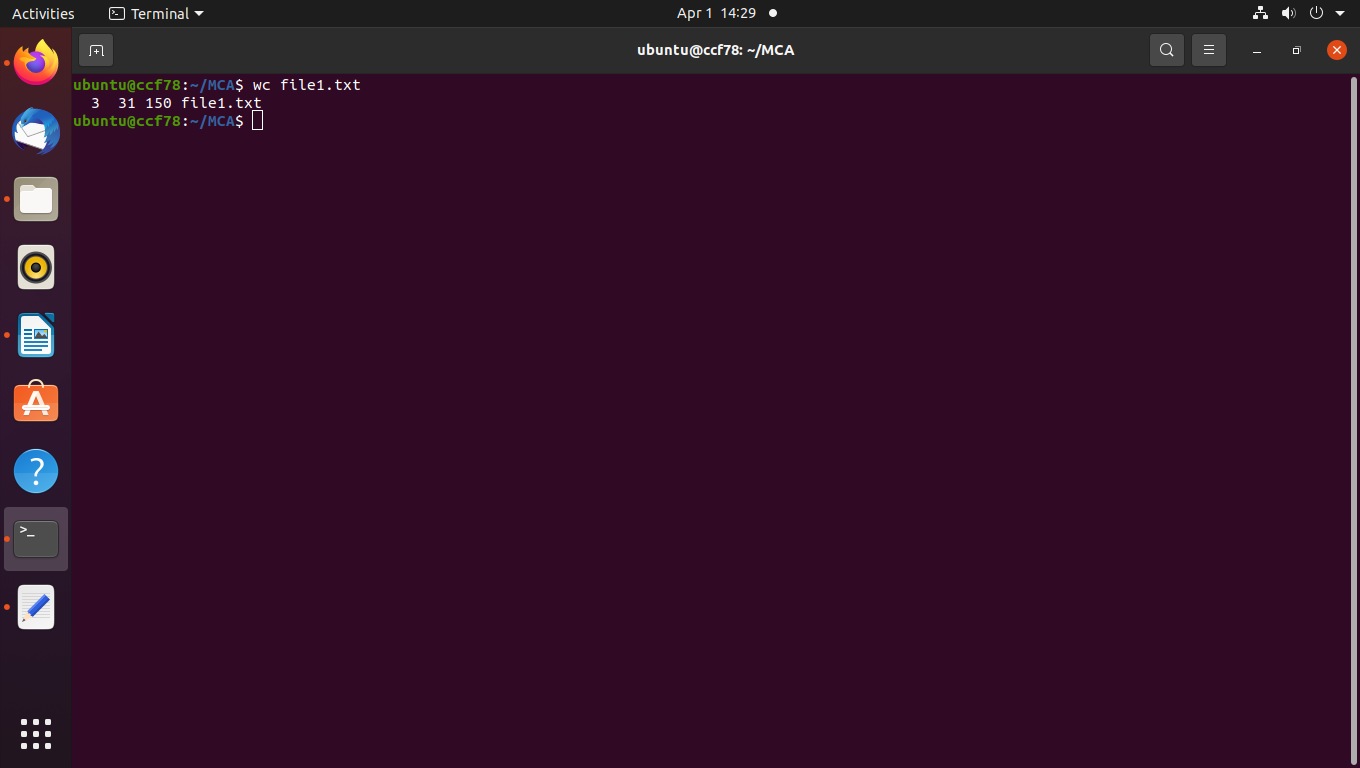 Activities Terminal Apr 1 14:29
ubuntu@ccf78: ~/MCA
ubuntu@ccf78:~/MCA$ wc file1.txt
  3  31 150 file1.txt
ubuntu@ccf78:~/MCA$